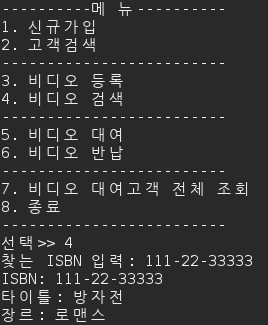 ----------메 뉴----------
1. 신규가입
2. 고객검색
-------------------------
3. 비디오 등록
4. 비디오 검색
-------------------------
5. 비디오 대여
6. 비디오 반납
-------------------------
7. 비디오 대여고객 전체 조회
8. 종료
-------------------------
선택>> 4
찾는 ISBN 입력: 111-22-33333
ISBN: 111-22-33333
타이틀: 방자전
장르: 로맨스